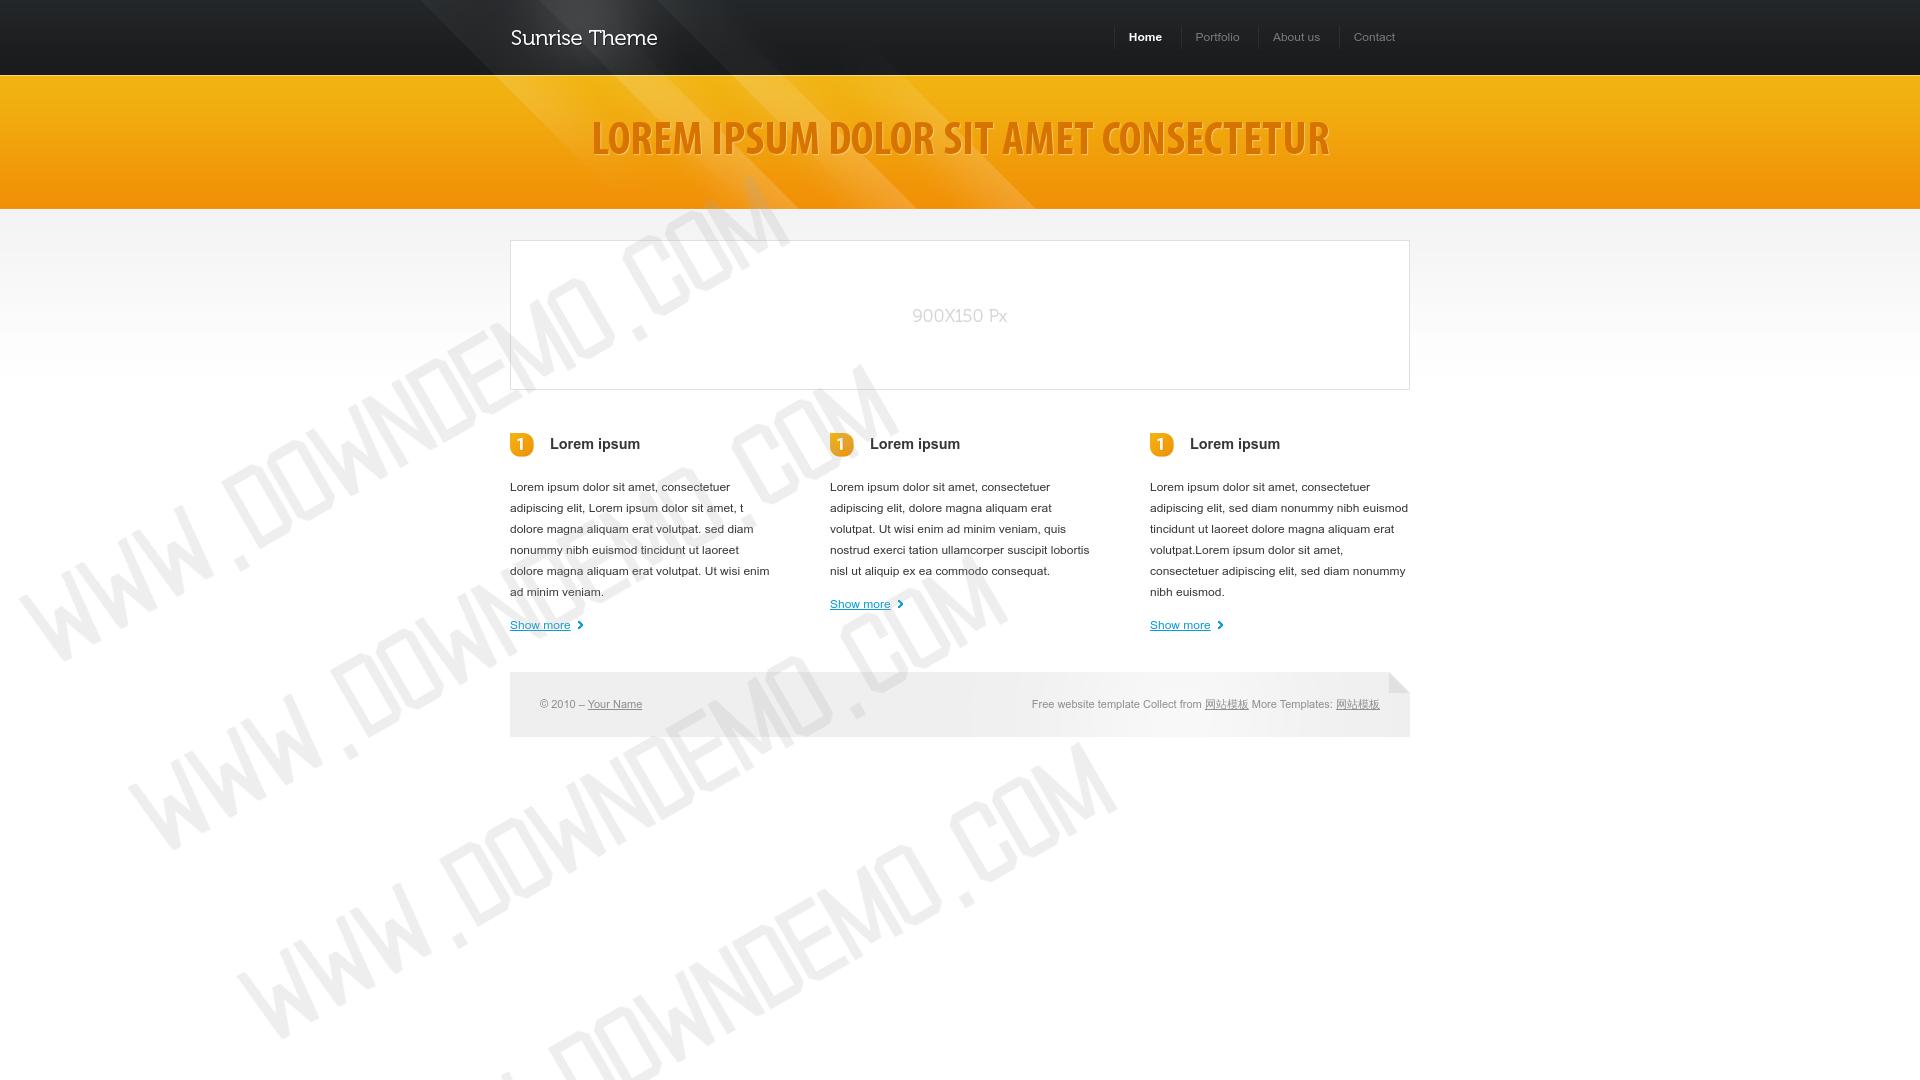 Sunrise Theme
Home
Portfolio
About us
Contact
LOREM IPSUM DOLOR SIT AMET CONSECTETUR
900X150 Px
1 Lorem ipsum
Lorem ipsum dolor sit amet, consectetuer
adipiscing elit, Lorem ipsum dolor sit amet, t
dolore magna aliquam erat volutpat. sed diam
nonummy nibh euismod tincidunt ut laoreet
dolore magna aliquam erat volutpat. Ut wisi enim
ad minim veniam.
Show more
1 Lorem ipsum
Lorem ipsum dolor sit amet, consectetuer
adipiscing elit, dolore magna aliquam erat
volutpat. Ut wisi enim ad minim veniam, quis
nostrud exerci tation ullamcorper suscipit lobortis
nisl ut aliquip ex ea commodo consequat.
Show more
1 Lorem ipsum
Lorem ipsum dolor sit amet, consectetuer
adipiscing elit, sed diam nonummy nibh euismod
tincidunt ut laoreet dolore magna aliquam erat
volutpat.Lorem ipsum dolor sit amet,
consectetuer adipiscing elit, sed diam nonummy
nibh euismod.
Show more
© 2010 – Your Name
Free website template Collect from 网站模板 More Templates: 网站模板
WWW.DOWNDEMO.COM
WWW.DOWNDEMO.COM
WWW.DOWNDEMO.COM
.DOWNDEMO.COM